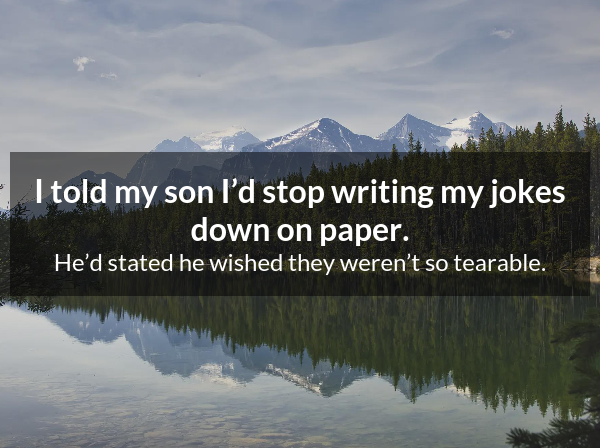 I told my son I’d stop writing my jokes
down on paper.
He’d stated he wished they weren’t so tearable.